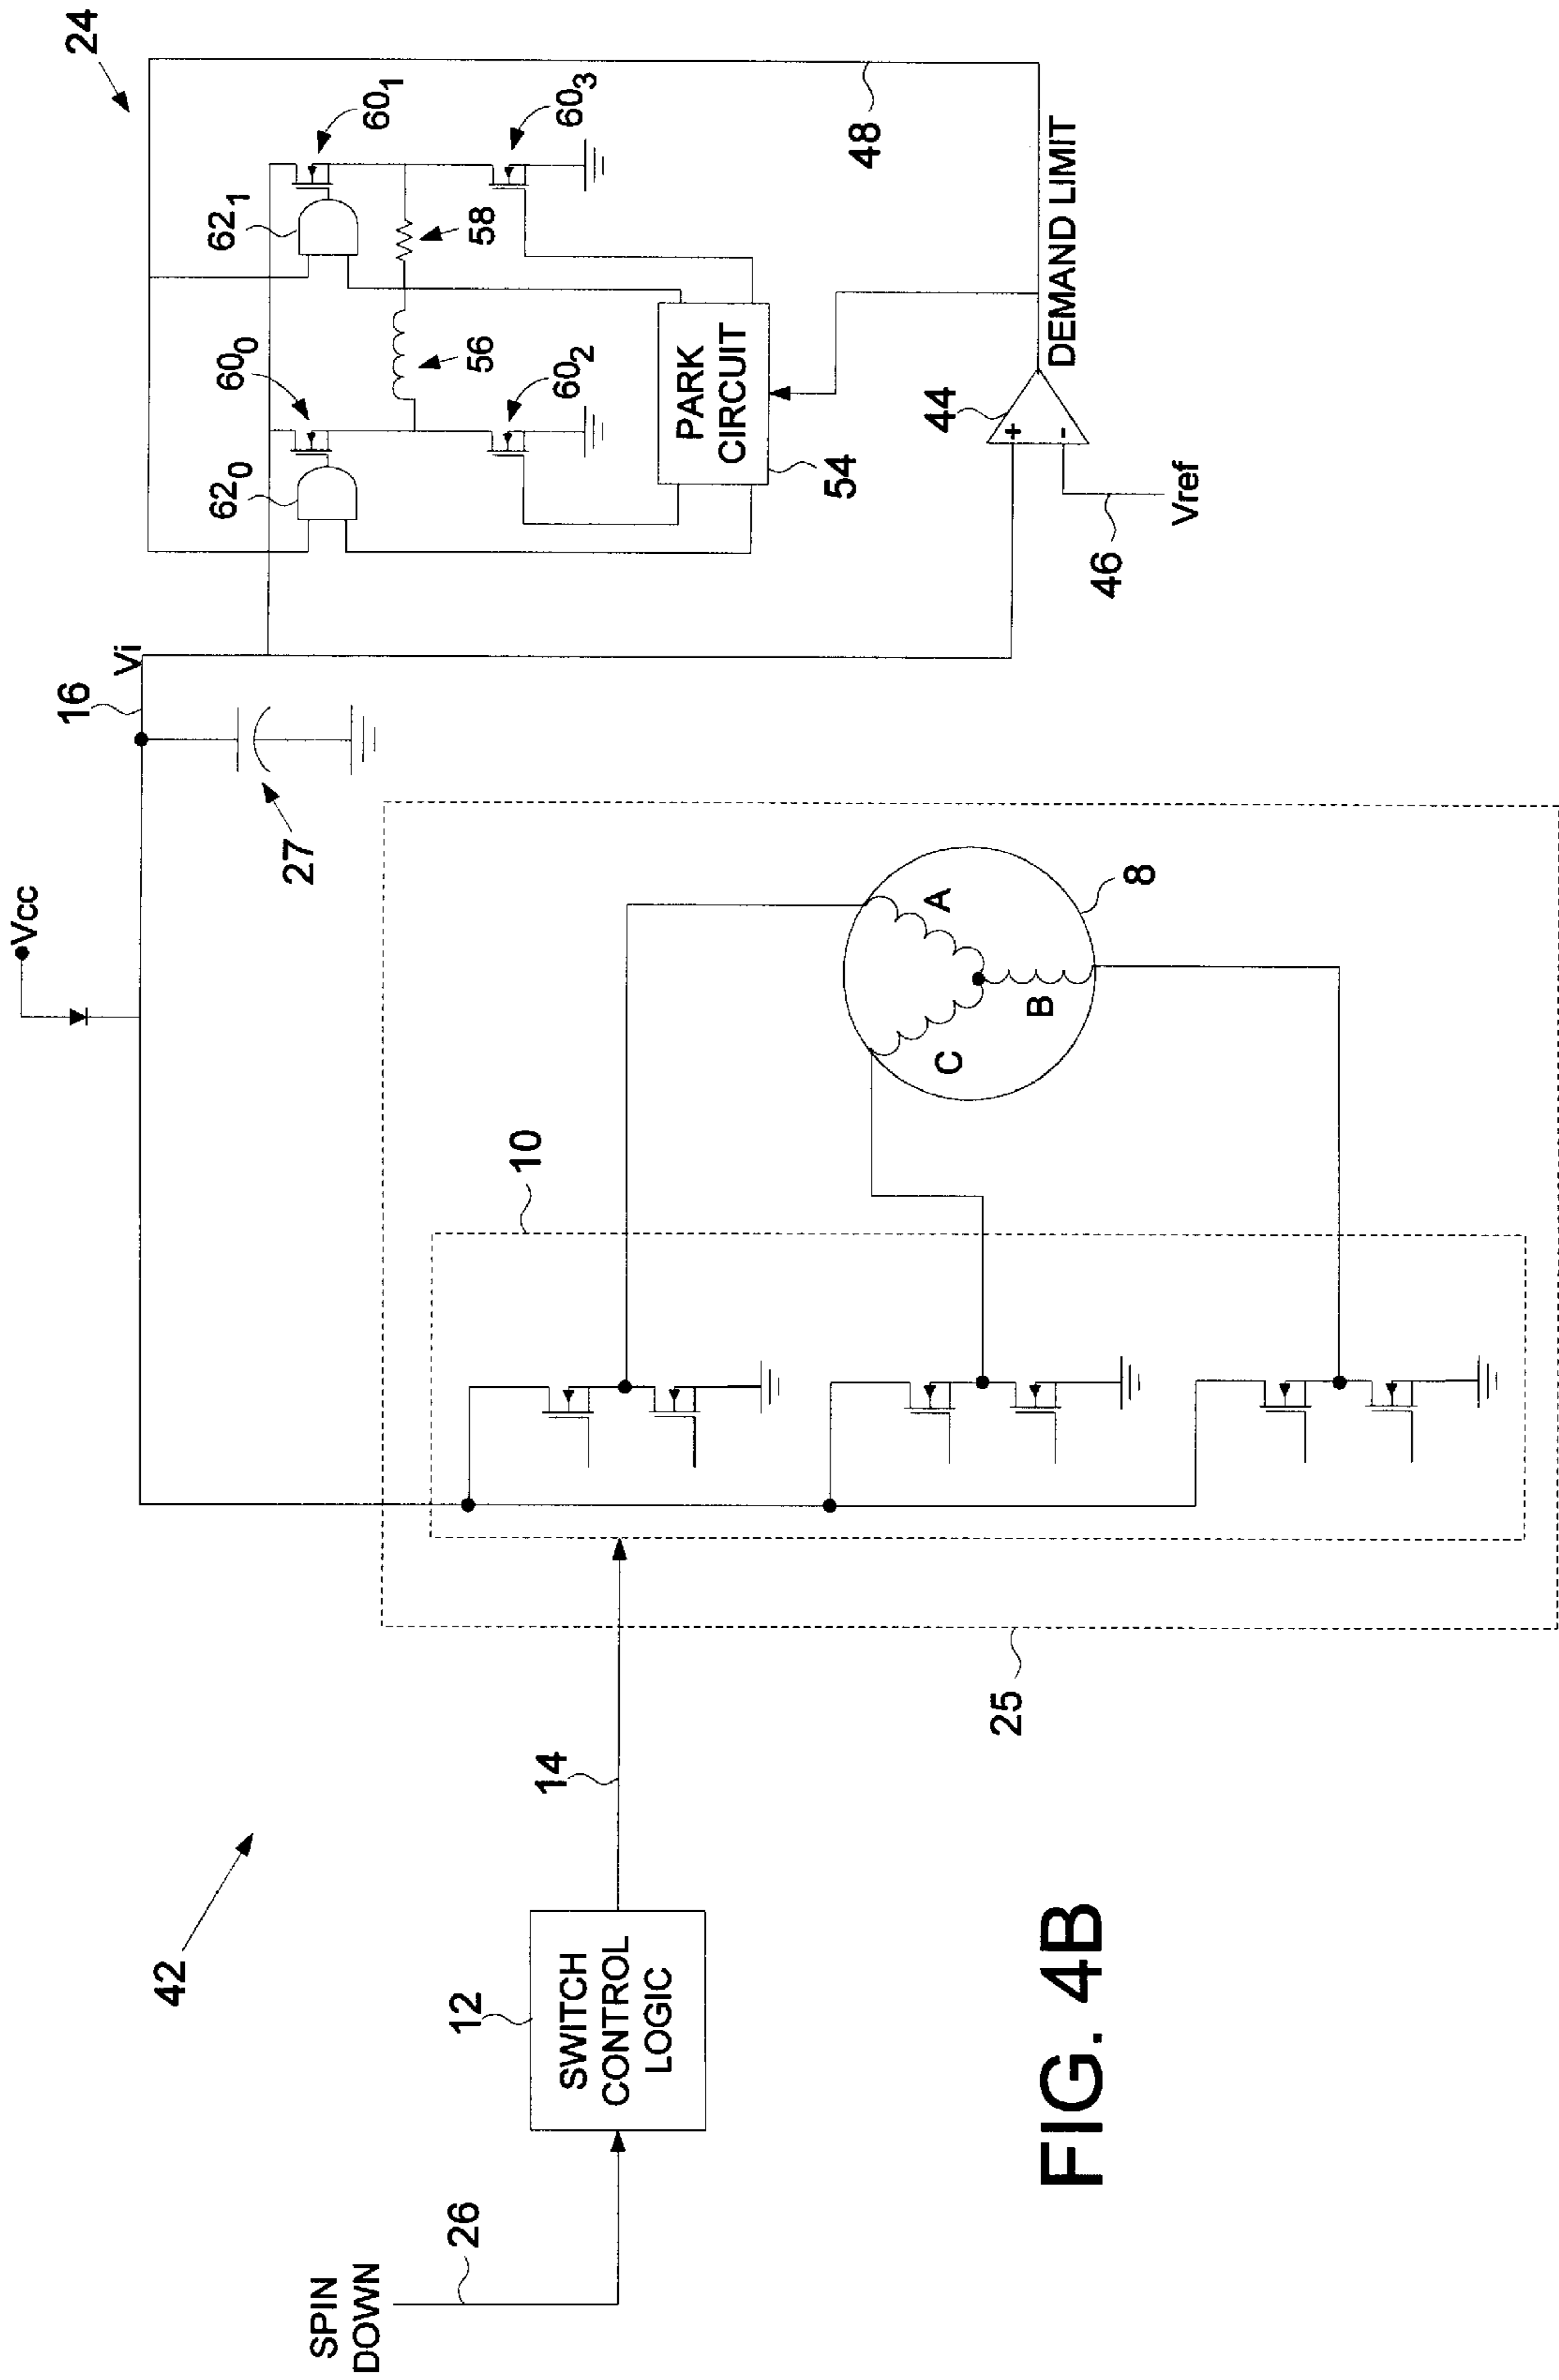 24
Vcc
16
Vi
27
62₀
60₀
62₁
60₁
56
58
60₂
60₃
PARK
CIRCUIT
54
48
44
+
-
46
Vref
DEMAND LIMIT
42
SPIN
DOWN
26
12
SWITCH
CONTROL
LOGIC
14
10
25
A
B
C
8
FIG. 4B